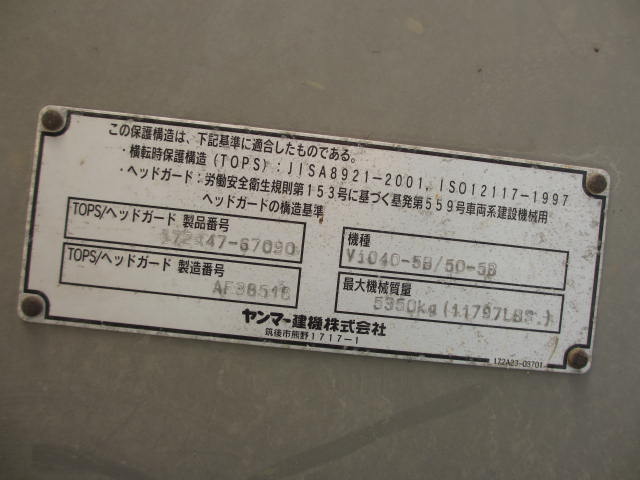 この保護構造は、下記基準に適合したものである。
・横転時保護構造(TOPS):JISA8921-2001, ISO12117-1997
・ヘッドガード:労働安全衛生規則第153号に基づく基発第559号車両系建設機械用
ヘッドガードの構造基準
TOPS/ヘッドガード 製品番号
機種
-67090
ViO40-5B/50-5B
TOPS/ヘッドガード 製造番号
最大機械質量
5350kg(11797LBS.)
ヤンマー建機株式会社
筑後市熊野1717-1
172A23-03701